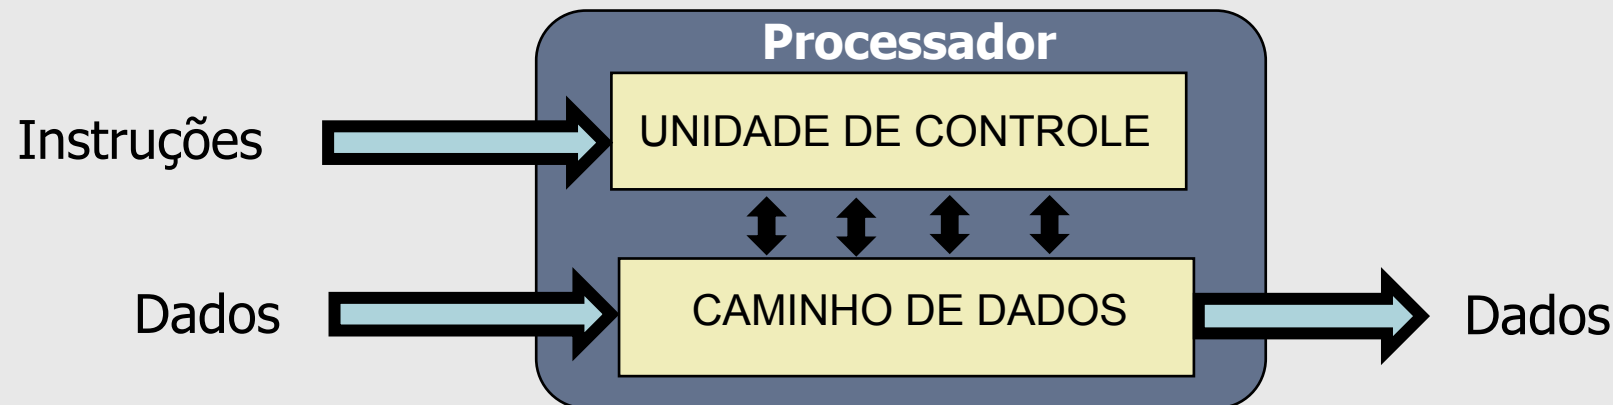 Processador
Instruções
UNIDADE DE CONTROLE
Dados
CAMINHO DE DADOS
Dados